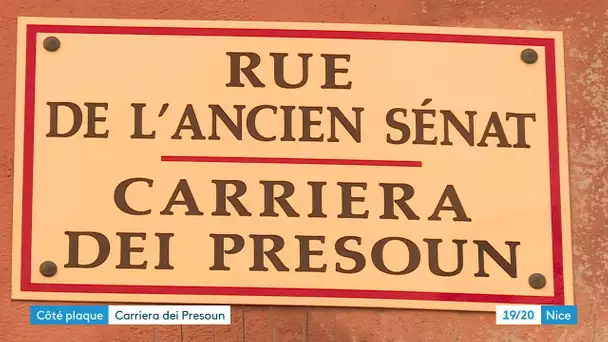 RUE
DE L'ANCIEN SÉNAT
CARRIERA
DEI PRESOUN
Côté plaque Carriera dei Presoun 19/20 Nice